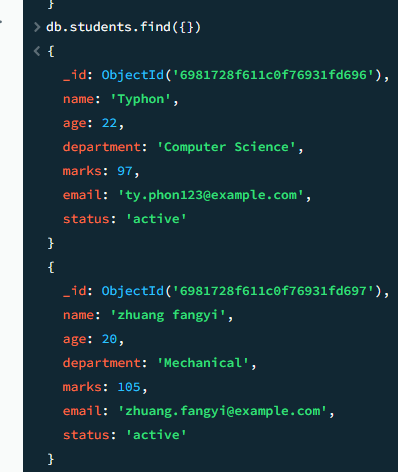 }
> db.students.find({})
< {
_id: ObjectId('6981728f611c0f76931fd696'),
name: 'Typhon',
age: 22,
department: 'Computer Science',
marks: 97,
email: 'ty.phon123@example.com',
status: 'active'
}
{
_id: ObjectId('6981728f611c0f76931fd697'),
name: 'zhuang fangyi',
age: 20,
department: 'Mechanical',
marks: 105,
email: 'zhuang.fangyi@example.com',
status: 'active'
}